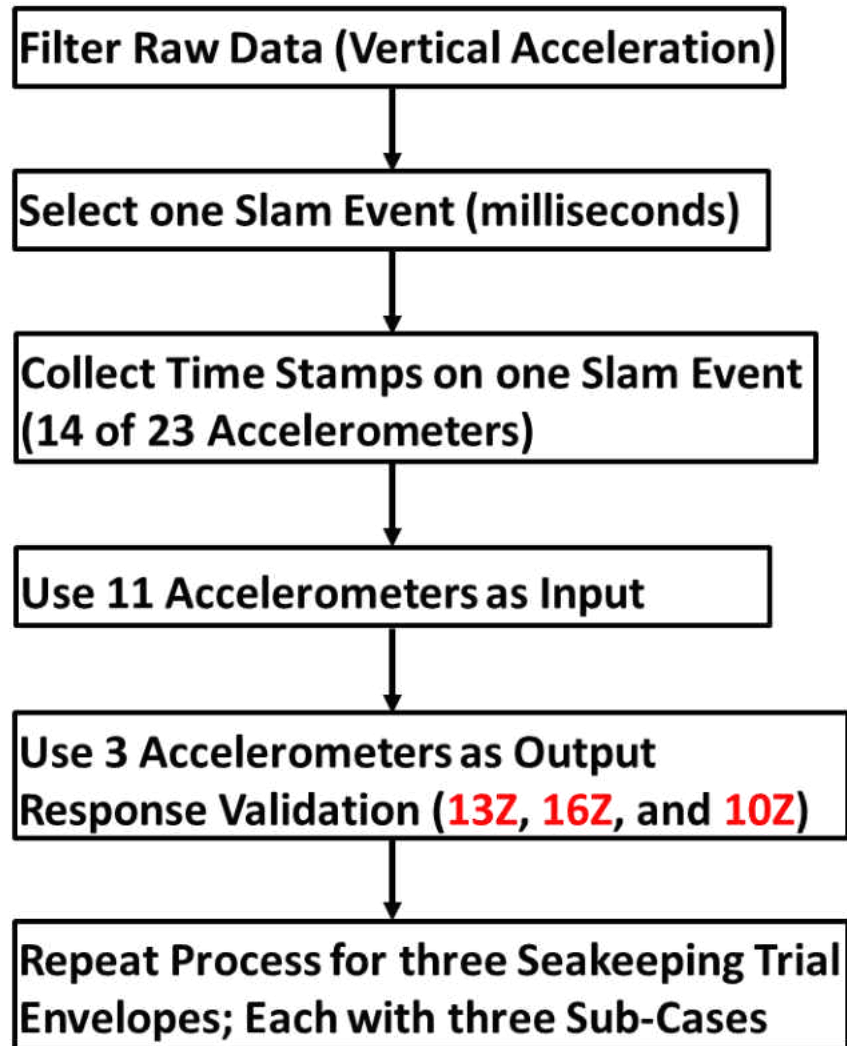 Filter Raw Data (Vertical Acceleration)
Select one Slam Event (milliseconds)
Collect Time Stamps on one Slam Event
(14 of 23 Accelerometers)
Use 11 Accelerometers as Input
Use 3 Accelerometers as Output
Response Validation (13Z, 16Z, and 10Z)
Repeat Process for three Seakeeping Trial
Envelopes; Each with three Sub-Cases